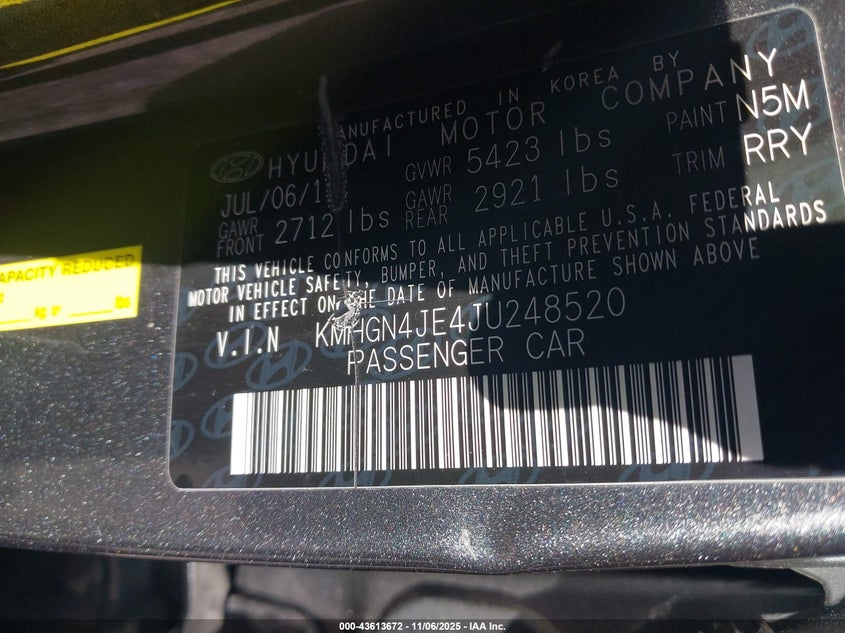 MANUFACTURED IN KOREA BY
HYUNDAI MOTOR COMPANY
GVWR 5423 lbs PAINT N5M
GAWR FRONT 2712 lbs GAWR REAR 2921 lbs TRIM RRY
THIS VEHICLE CONFORMS TO ALL APPLICABLE U.S.A. FEDERAL
MOTOR VEHICLE SAFETY, BUMPER, AND THEFT PREVENTION STANDARDS
IN EFFECT ON THE DATE OF MANUFACTURE SHOWN ABOVE
V.I.N KMHGN4JE4JU248520
PASSENGER CAR
CAPACITY REDUCED
kg or lbs
000-43613672 - 11/06/2025 - IAA Inc.